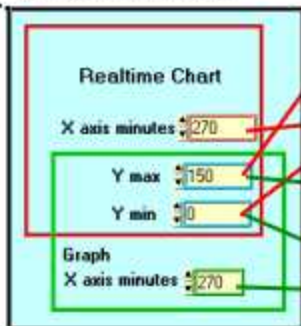 Realtime Chart
X axis minutes 270
Y max 150
Y min 0
Graph
X axis minutes 270